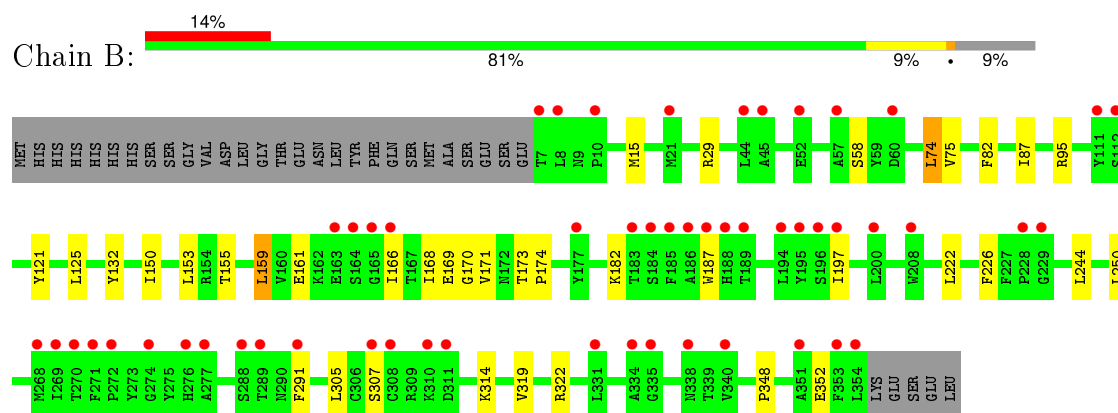 14%
Chain B:
81% 9% • 9%
MET HIS HIS HIS HIS HIS HIS SER SER GLY VAL ASP LEU GLY THR GLU ASN LEU TYR PHE GLN SER MET ALA SER GLU SER GLU T7 L8 N9 P10 M15 M21 R29 L44 A45 E52 A57 S58 Y59 D60 L74 V75 F82 I87 R95 Y111 S112
Y121 L125 Y132 I150 L153 R154 T155 L159 V160 E161 K162 E163 S164 G165 I166 T167 I168 E169 G170 V171 N172 T173 P174 Y177 K182 T183 S184 F185 A186 W187 H188 T189 L194 Y195 S196 I197 L200 W208 L222 F226 F227 P228 G229 L244 L250
M268 I269 T270 F271 P272 Y273 G274 Y275 H276 A277 S288 T289 N290 F291 L305 C306 S307 C308 R309 K310 D311 K314 V319 R322 L331 A334 G335 N338 T339 V340 P348 A351 E352 F353 L354 LYS GLU SER GLU LEU